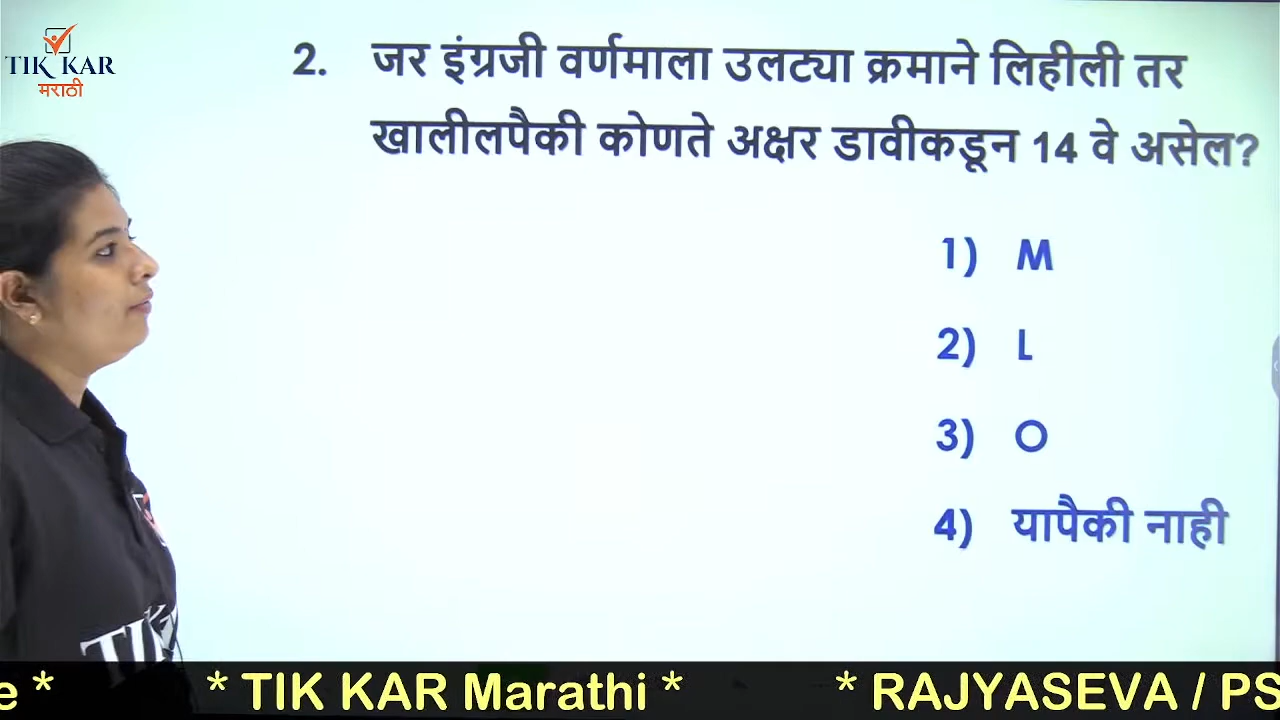 TIK KAR
मराठी
2. जर इंग्रजी वर्णमाला उलट्या क्रमाने लिहीली तर
खालीलपैकी कोणते अक्षर डावीकडून 14 वे असेल?
1) M
2) L
3) O
4) यापैकी नाही
e * * TIK KAR Marathi * * RAJYASEVA / PS